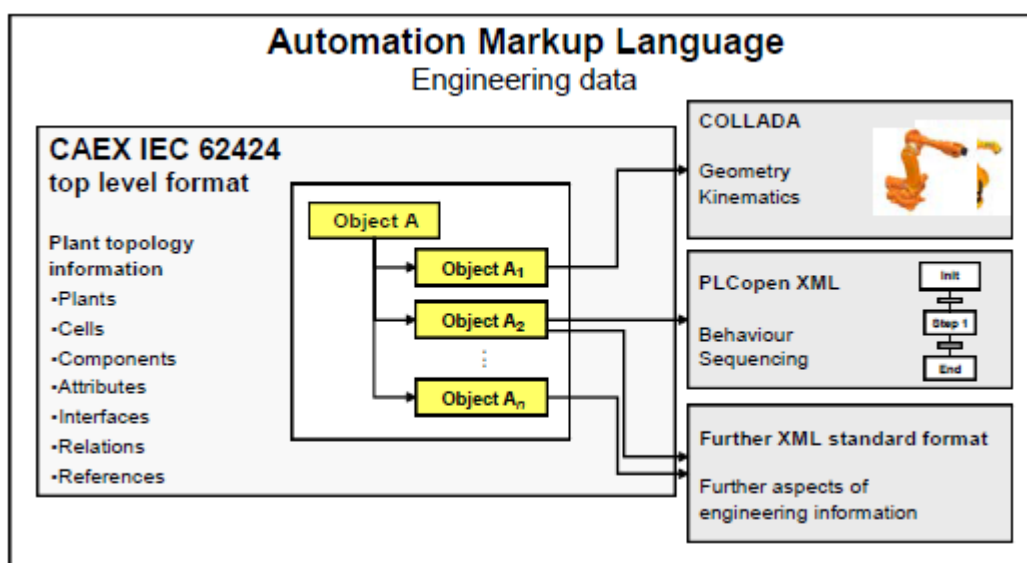 Automation Markup Language
Engineering data
CAEX IEC 62424
top level format
Plant topology
information
▪Plants
▪Cells
▪Components
▪Attributes
▪Interfaces
▪Relations
▪References
Object A
Object A₁
Object A₂
⋮
Object Aₙ
COLLADA
Geometry
Kinematics
PLCopen XML
Behaviour
Sequencing
Init
Step 1
End
Further XML standard format
Further aspects of
engineering information